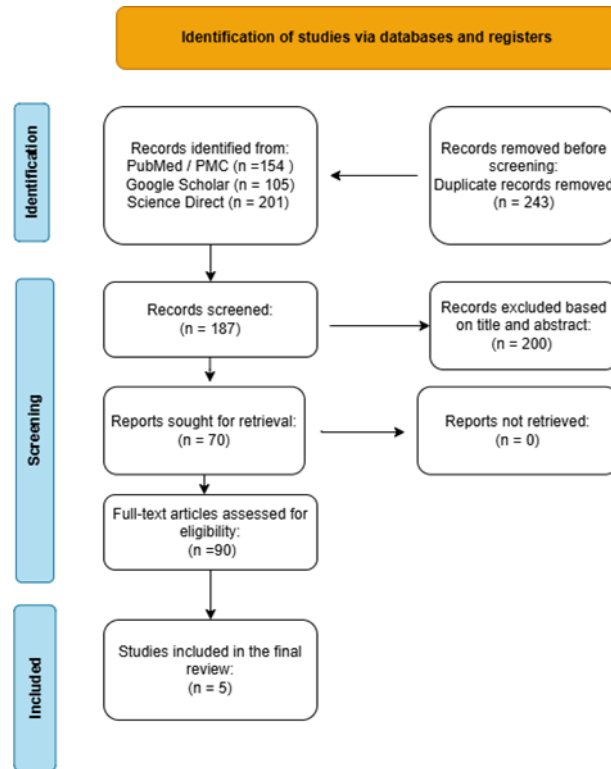 Identification of studies via databases and registers
Identification
Records identified from:
PubMed / PMC (n =154 )
Google Scholar (n = 105)
Science Direct (n = 201)
Records removed before
screening:
Duplicate records removed
(n = 243)
Screening
Records screened:
(n = 187)
Records excluded based
on title and abstract:
(n = 200)
Reports sought for retrieval:
(n = 70)
Reports not retrieved:
(n = 0)
Full-text articles assessed for
eligibility:
(n =90)
Included
Studies included in the final
review:
(n = 5)